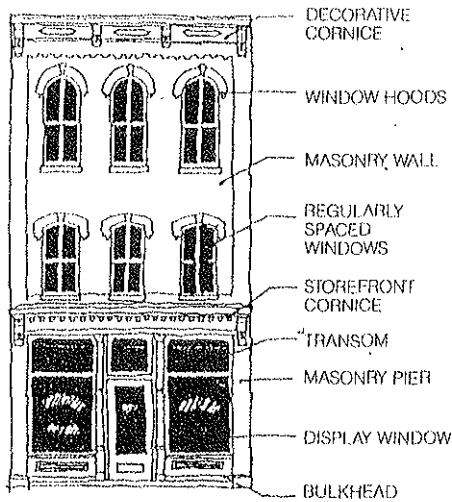 DECORATIVE
CORNICE
WINDOW HOODS
MASONRY WALL
REGULARLY
SPACED
WINDOWS
STOREFRONT
CORNICE
TRANSOM
MASONRY PIER
DISPLAY WINDOW
BULKHEAD